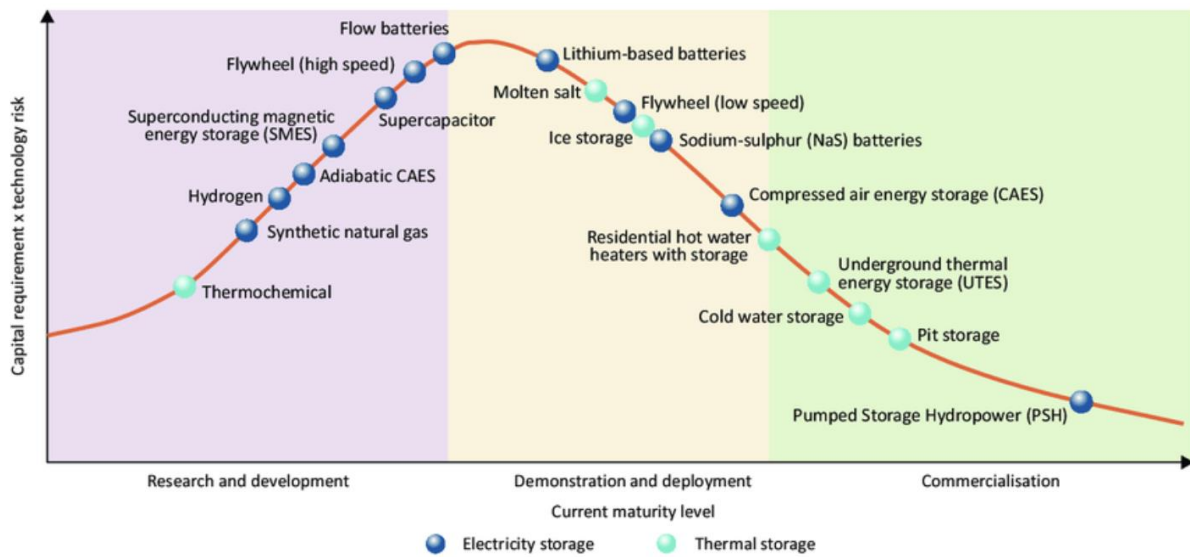 Flow batteries
Lithium-based batteries
Flywheel (high speed)
Molten salt
Flywheel (low speed)
Superconducting magnetic
energy storage (SMES)
Supercapacitor
Ice storage
Sodium-sulphur (NaS) batteries
Adiabatic CAES
Hydrogen
Compressed air energy storage (CAES)
Synthetic natural gas
Residential hot water
heaters with storage
Underground thermal
energy storage (UTES)
Thermochemical
Cold water storage
Pit storage
Pumped Storage Hydropower (PSH)
Capital requirement x technology risk
Research and development
Demonstration and deployment
Commercialisation
Current maturity level
Electricity storage
Thermal storage